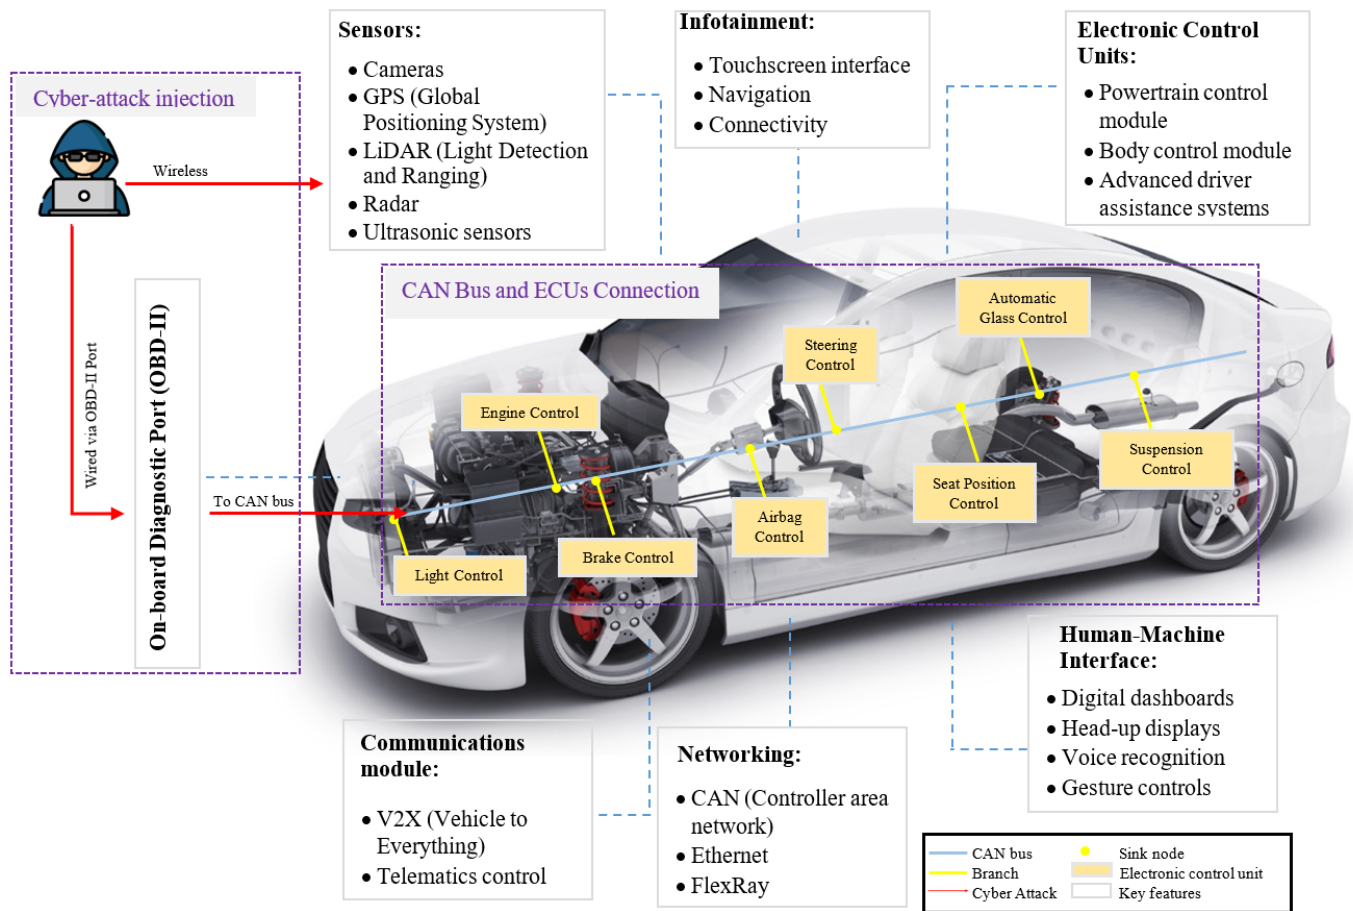 Cyber-attack injection
Wireless
Wired via OBD-II Port
On-board Diagnostic Port (OBD-II)
To CAN bus
Sensors:
• Cameras
• GPS (Global
Positioning System)
• LiDAR (Light Detection
and Ranging)
• Radar
• Ultrasonic sensors
Infotainment:
• Touchscreen interface
• Navigation
• Connectivity
Electronic Control
Units:
• Powertrain control
module
• Body control module
• Advanced driver
assistance systems
CAN Bus and ECUs Connection
Automatic
Glass Control
Steering
Control
Engine Control
Suspension
Control
Seat Position
Control
Airbag
Control
Brake Control
Light Control
Communications
module:
• V2X (Vehicle to
Everything)
• Telematics control
Networking:
• CAN (Controller area
network)
• Ethernet
• FlexRay
Human-Machine
Interface:
• Digital dashboards
• Head-up displays
• Voice recognition
• Gesture controls
CAN bus
Branch
Cyber Attack
Sink node
Electronic control unit
Key features